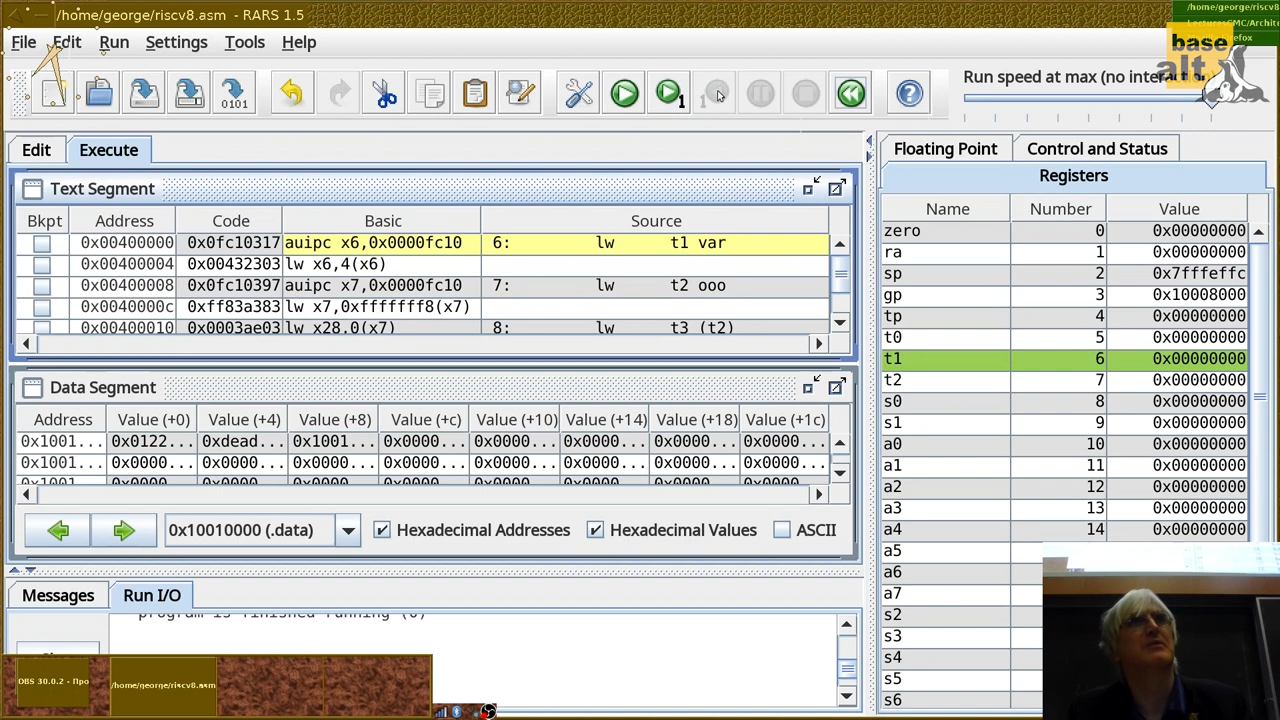 /home/george/riscv8.asm - RARS 1.5
/home/george/riscv8
File Edit Run Settings Tools Help
base
alt
Run speed at max (no interaction)
Edit Execute
Floating Point Control and Status
Registers
Text Segment
Bkpt Address Code Basic Source
0x00400000 0x0fc10317 auipc x6,0x0000fc10 6: lw t1 var
0x00400004 0x00432303 lw x6,4(x6)
0x00400008 0x0fc10397 auipc x7,0x0000fc10 7: lw t2 ooo
0x0040000c 0xff83a383 lw x7,0xfffffff8(x7)
0x00400010 0x0003ae03 lw x28,0(x7) 8: lw t3 (t2)
Data Segment
Address Value (+0) Value (+4) Value (+8) Value (+c) Value (+10) Value (+14) Value (+18) Value (+1c)
0x1001... 0x0122... 0xdead... 0x1001... 0x0000... 0x0000... 0x0000... 0x0000... 0x0000...
0x1001... 0x0000... 0x0000... 0x0000... 0x0000... 0x0000... 0x0000... 0x0000... 0x0000...
0x10010000 (.data) Hexadecimal Addresses Hexadecimal Values ASCII
Messages Run I/O
program is finished running (0)
OBS 30.0.2 - Про
/home/george/riscv8.asm
Name Number Value
zero 0 0x00000000
ra 1 0x00000000
sp 2 0x7fffeffc
gp 3 0x10008000
tp 4 0x00000000
t0 5 0x00000000
t1 6 0x00000000
t2 7 0x00000000
s0 8 0x00000000
s1 9 0x00000000
a0 10 0x00000000
a1 11 0x00000000
a2 12 0x00000000
a3 13 0x00000000
a4 14 0x00000000
a5
a6
a7
s2
s3
s4
s5
s6